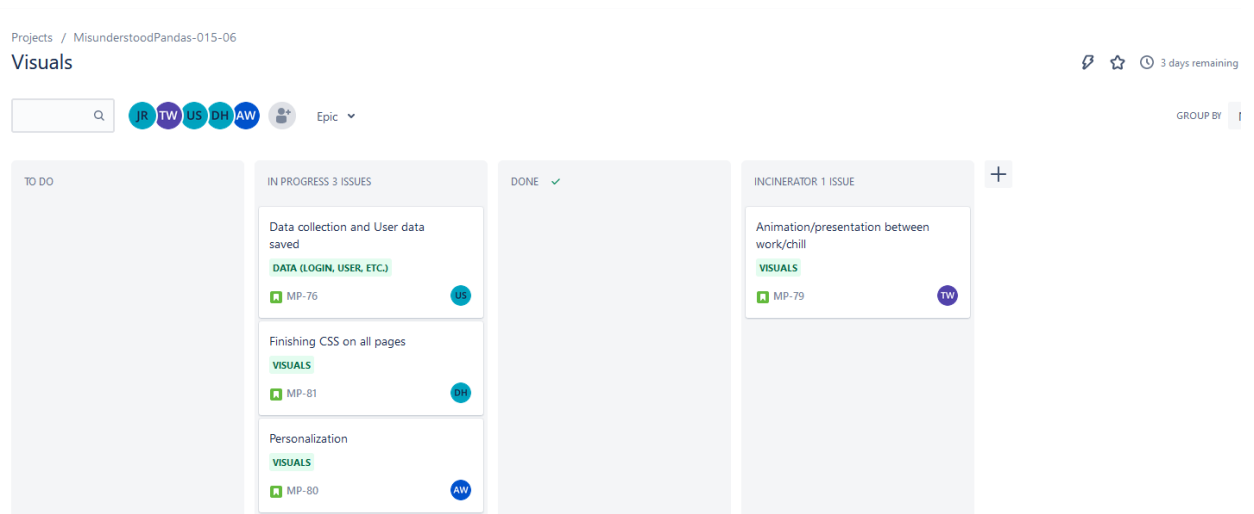 Projects / MisunderstoodPandas-015-06
Visuals
3 days remaining
JR TW US DH AW
Epic
GROUP BY
TO DO
IN PROGRESS 3 ISSUES
Data collection and User data
saved
DATA (LOGIN, USER, ETC.)
MP-76
US
Finishing CSS on all pages
VISUALS
MP-81
DH
Personalization
VISUALS
MP-80
AW
DONE
INCINERATOR 1 ISSUE
Animation/presentation between
work/chill
VISUALS
MP-79
TW